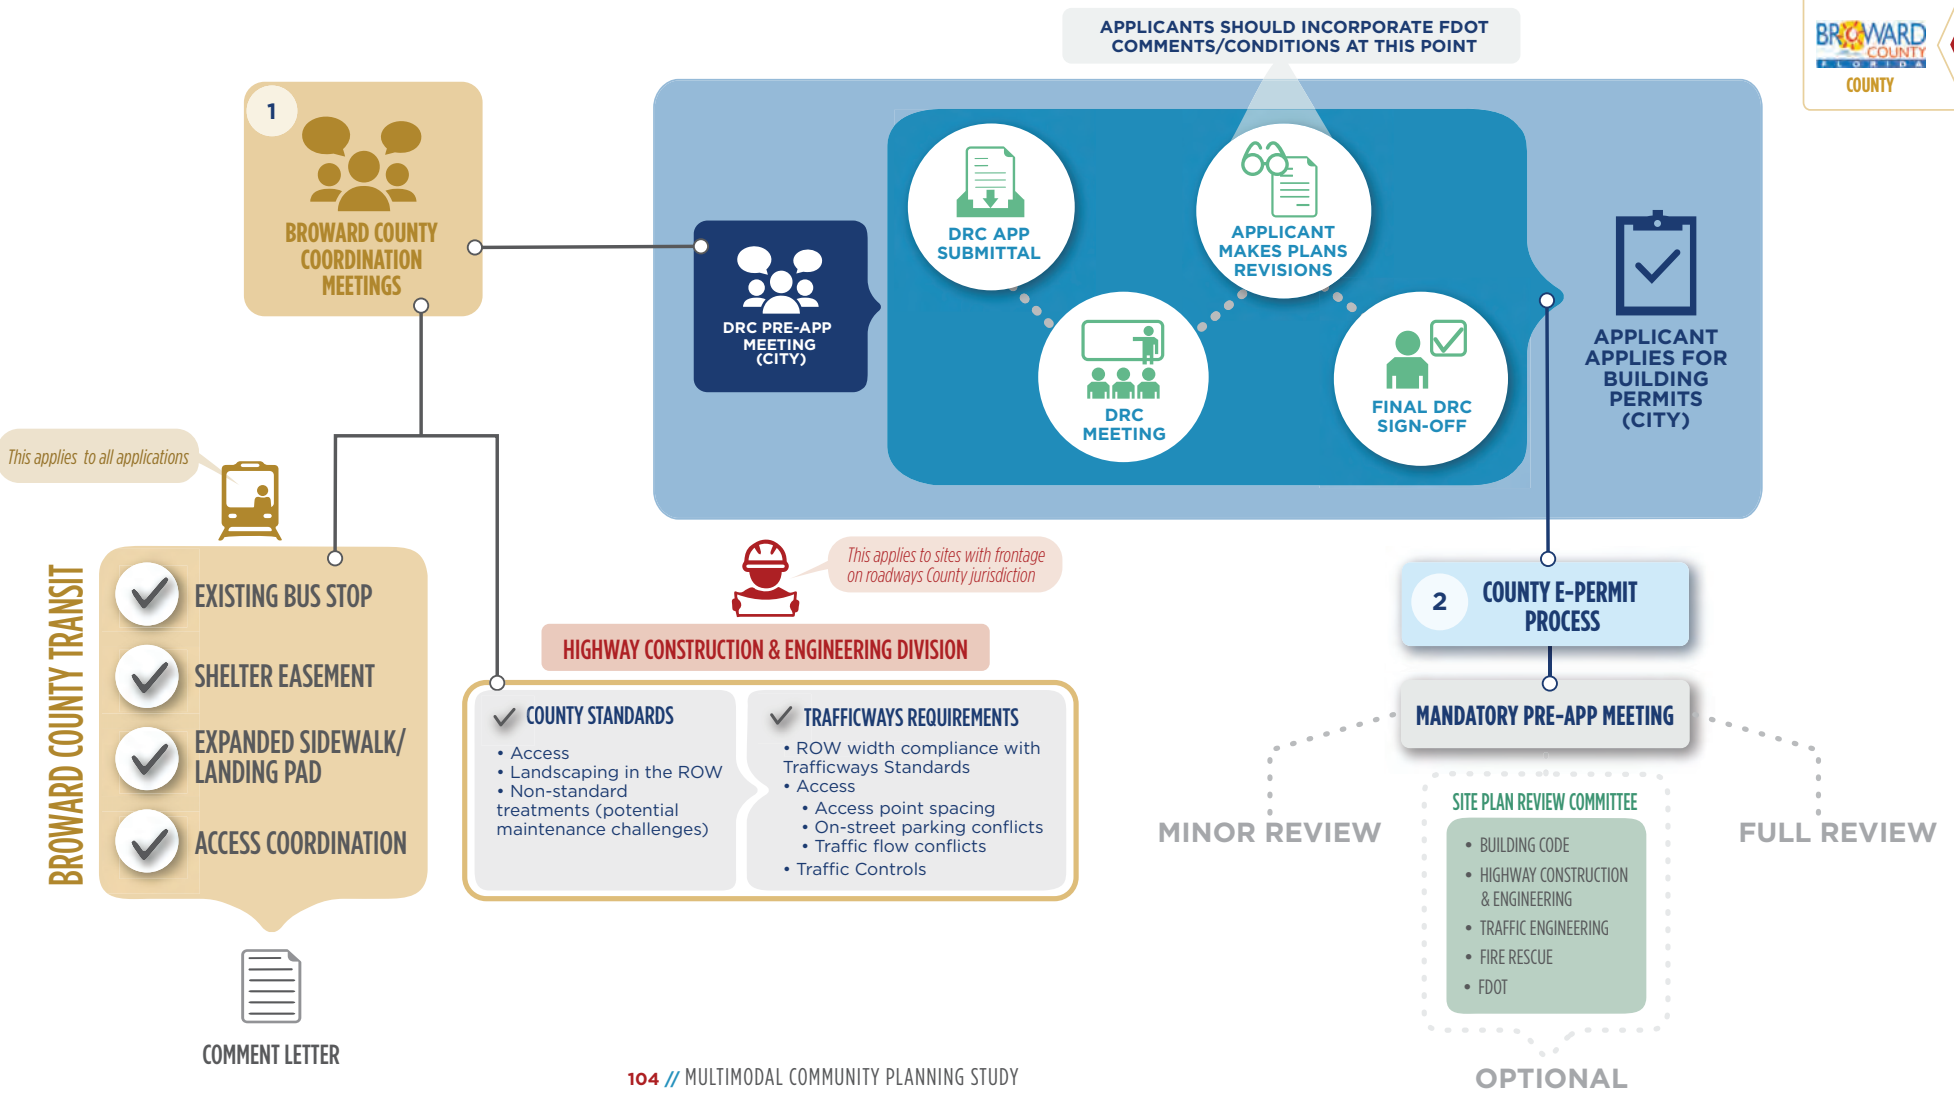 APPLICANTS SHOULD INCORPORATE FDOT
COMMENTS/CONDITIONS AT THIS POINT
BROWARD
COUNTY
FLORIDA
COUNTY
1
BROWARD COUNTY
COORDINATION
MEETINGS
DRC PRE-APP
MEETING
(CITY)
DRC APP
SUBMITTAL
DRC
MEETING
APPLICANT
MAKES PLANS
REVISIONS
FINAL DRC
SIGN-OFF
APPLICANT
APPLIES FOR
BUILDING
PERMITS
(CITY)
This applies to all applications
BROWARD COUNTY TRANSIT
EXISTING BUS STOP
SHELTER EASEMENT
EXPANDED SIDEWALK/
LANDING PAD
ACCESS COORDINATION
COMMENT LETTER
This applies to sites with frontage
on roadways County jurisdiction
HIGHWAY CONSTRUCTION & ENGINEERING DIVISION
COUNTY STANDARDS
• Access
• Landscaping in the ROW
• Non-standard
treatments (potential
maintenance challenges)
TRAFFICWAYS REQUIREMENTS
• ROW width compliance with
Trafficways Standards
• Access
• Access point spacing
• On-street parking conflicts
• Traffic flow conflicts
• Traffic Controls
2
COUNTY E-PERMIT
PROCESS
MANDATORY PRE-APP MEETING
MINOR REVIEW
FULL REVIEW
SITE PLAN REVIEW COMMITTEE
• BUILDING CODE
• HIGHWAY CONSTRUCTION
& ENGINEERING
• TRAFFIC ENGINEERING
• FIRE RESCUE
• FDOT
OPTIONAL
104 // MULTIMODAL COMMUNITY PLANNING STUDY